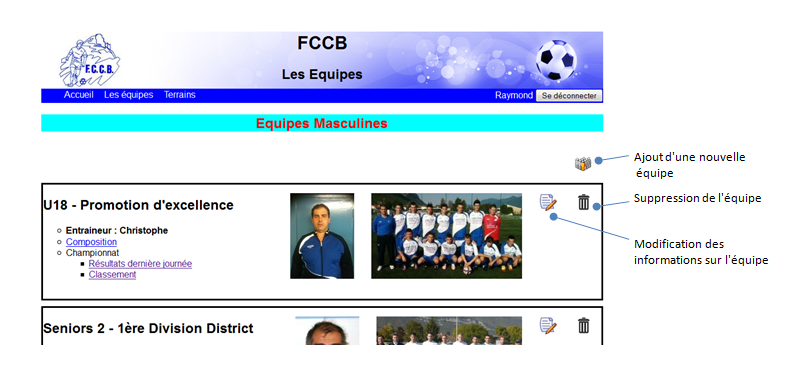 FCCB
F.C.C.B.
Les Equipes
Accueil Les équipes Terrains Raymond Se déconnecter
Equipes Masculines
Ajout d'une nouvelle
équipe
U18 - Promotion d'excellence
Suppression de l'équipe
Entraineur : Christophe
Composition
Championnat
Résultats dernière journée
Classement
Modification des
informations sur l'équipe
Seniors 2 - 1ère Division District